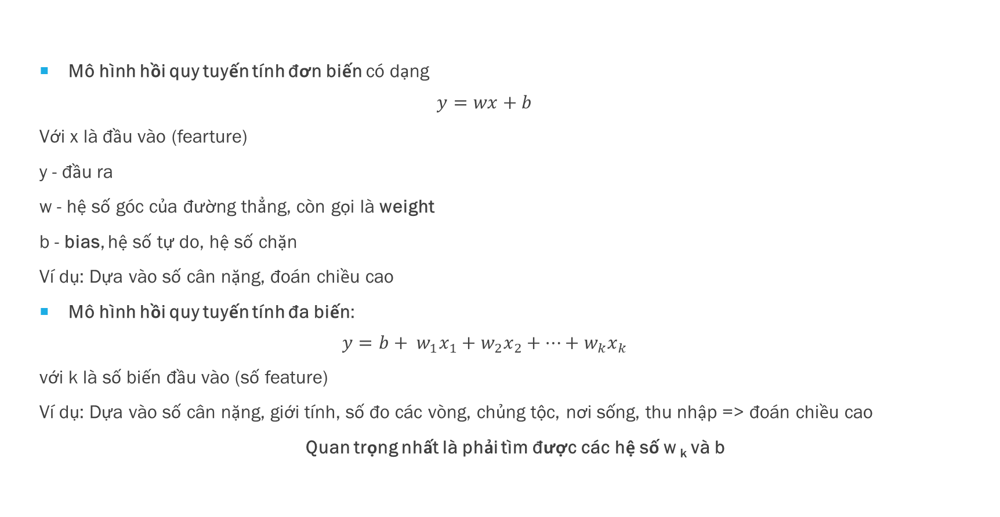 ▪ Mô hình hồi quy tuyến tính đơn biến có dạng
y = wx + b
Với x là đầu vào (fearture)
y - đầu ra
w - hệ số góc của đường thẳng, còn gọi là weight
b - bias, hệ số tự do, hệ số chặn
Ví dụ: Dựa vào số cân nặng, đoán chiều cao
▪ Mô hình hồi quy tuyến tính đa biến:
y = b + w₁x₁ + w₂x₂ + ⋯ + wₖxₖ
với k là số biến đầu vào (số feature)
Ví dụ: Dựa vào số cân nặng, giới tính, số đo các vòng, chủng tộc, nơi sống, thu nhập => đoán chiều cao
Quan trọng nhất là phải tìm được các hệ số w ₖ và b